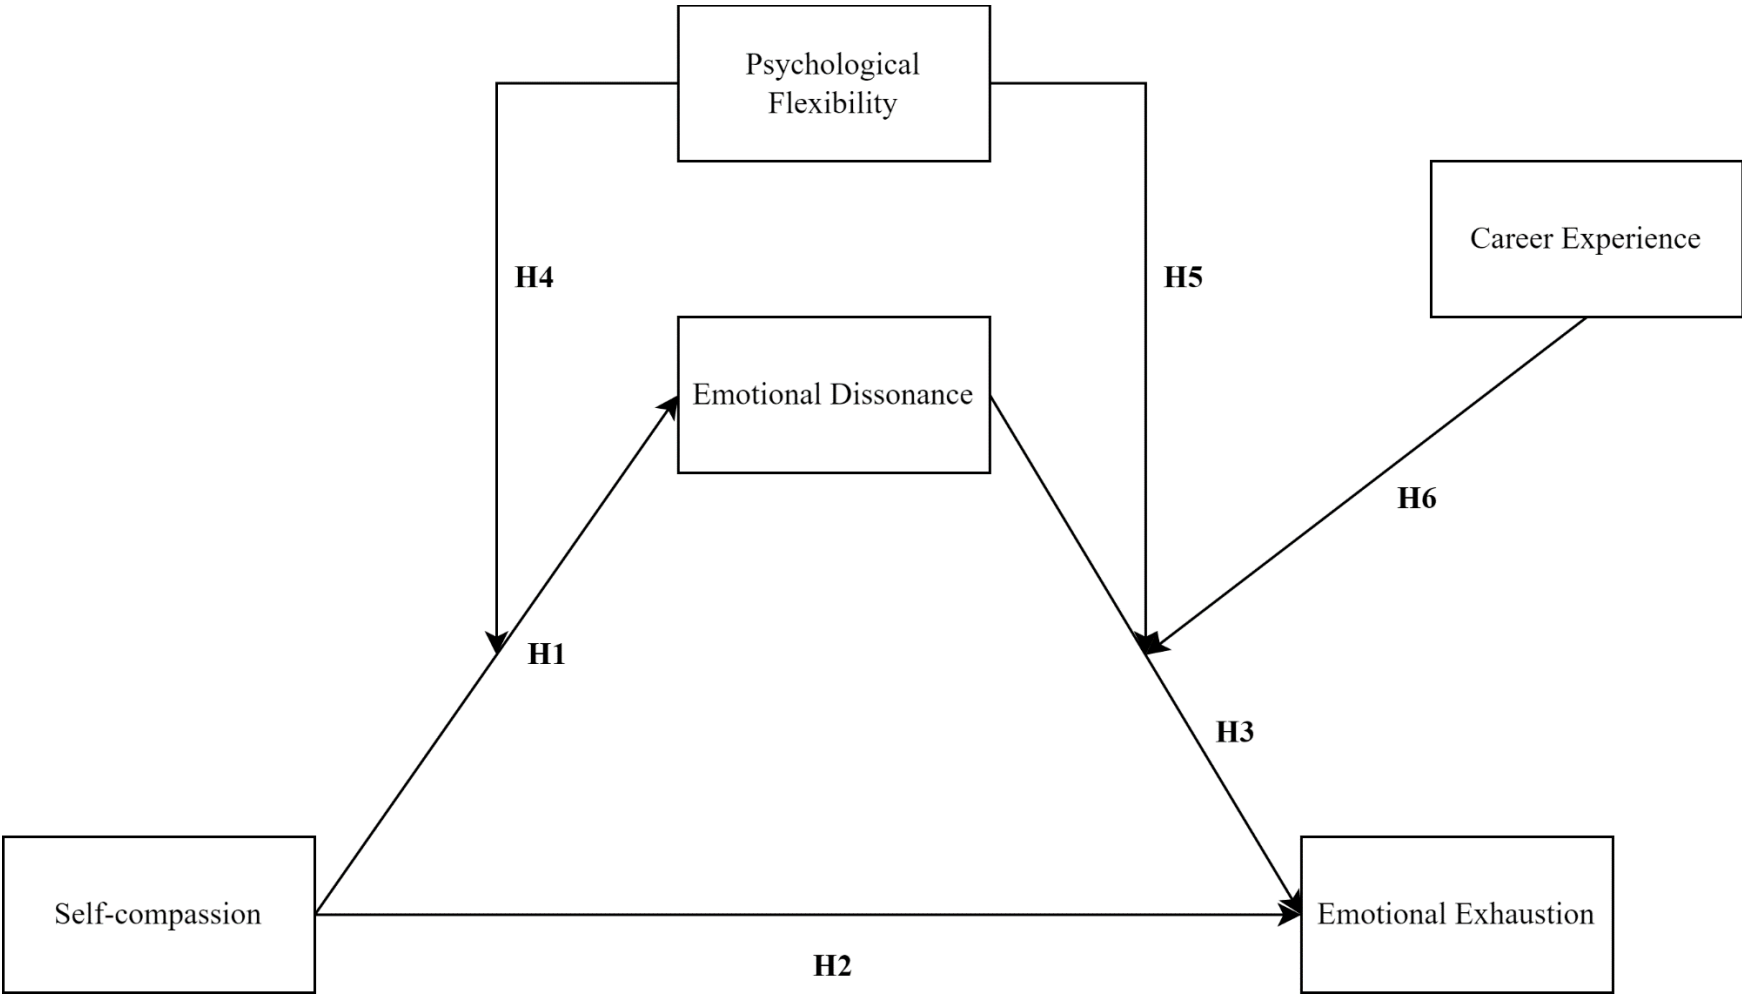 Psychological
Flexibility
Career Experience
H4
H5
Emotional Dissonance
H6
H1
H3
Self-compassion
Emotional Exhaustion
H2